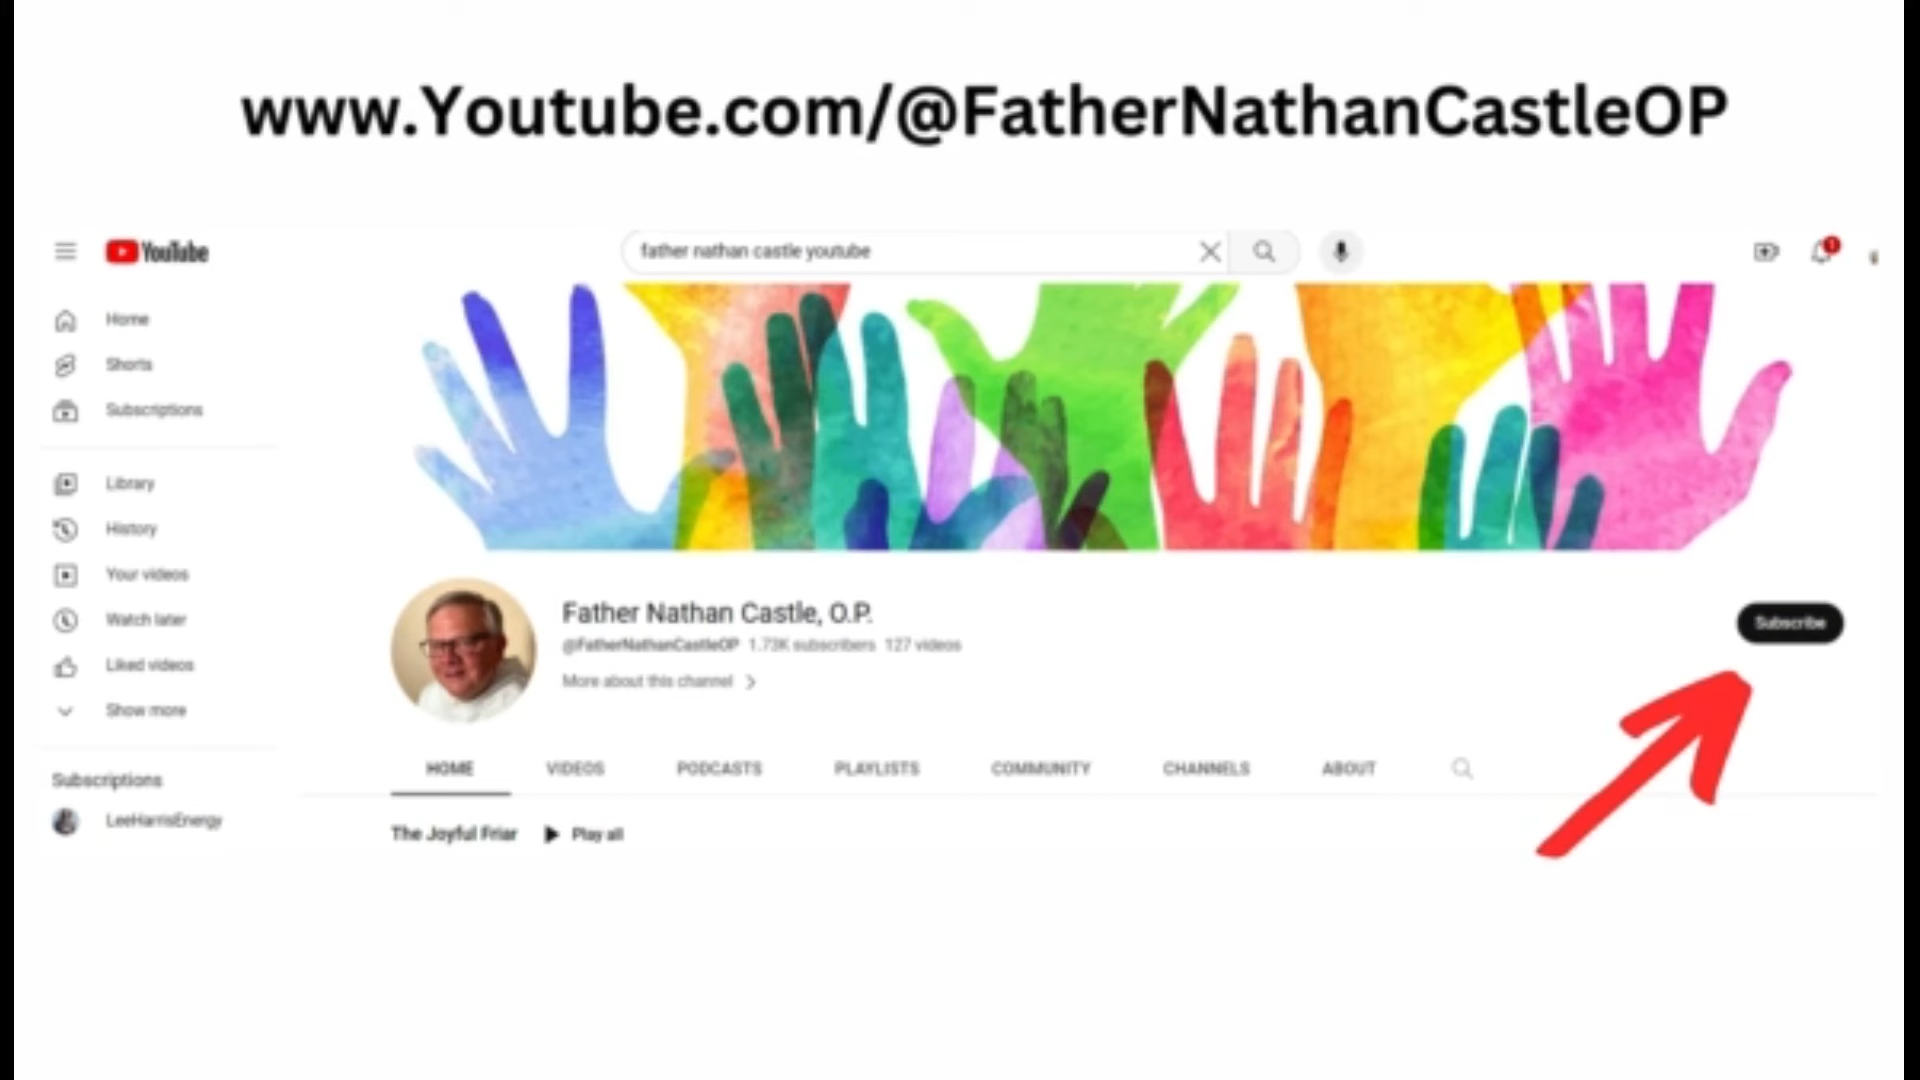 www.Youtube.com/@FatherNathanCastleOP
YouTube
father nathan castle youtube
1
Home
Shorts
Subscriptions
Library
History
Your videos
Watch later
Liked videos
Show more
Subscriptions
LeeHarrisEnergy
Father Nathan Castle, O.P.
@FatherNathanCastleOP 1.73K subscribers 127 videos
More about this channel
Subscribe
HOME VIDEOS PODCASTS PLAYLISTS COMMUNITY CHANNELS ABOUT
The Joyful Friar Play all